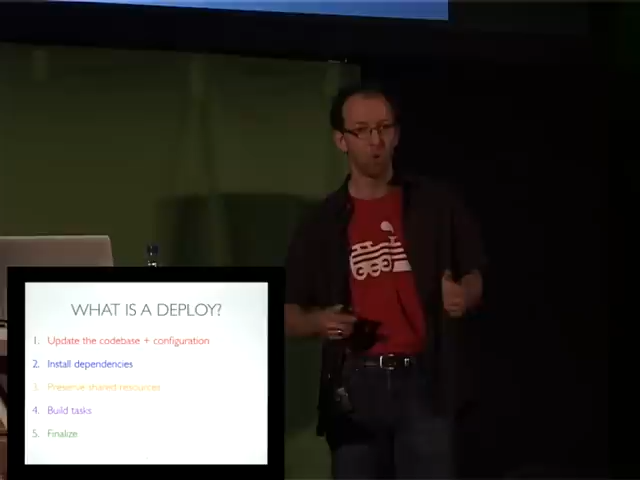 WHAT IS A DEPLOY?
1. Update the codebase + configuration
2. Install dependencies
3. Preserve shared resources
4. Build tasks
5. Finalize